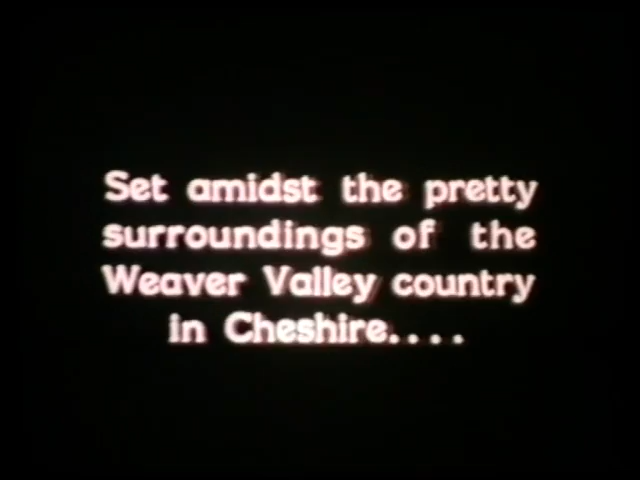 Set amidst the pretty
surroundings of the
Weaver Valley country
in Cheshire....